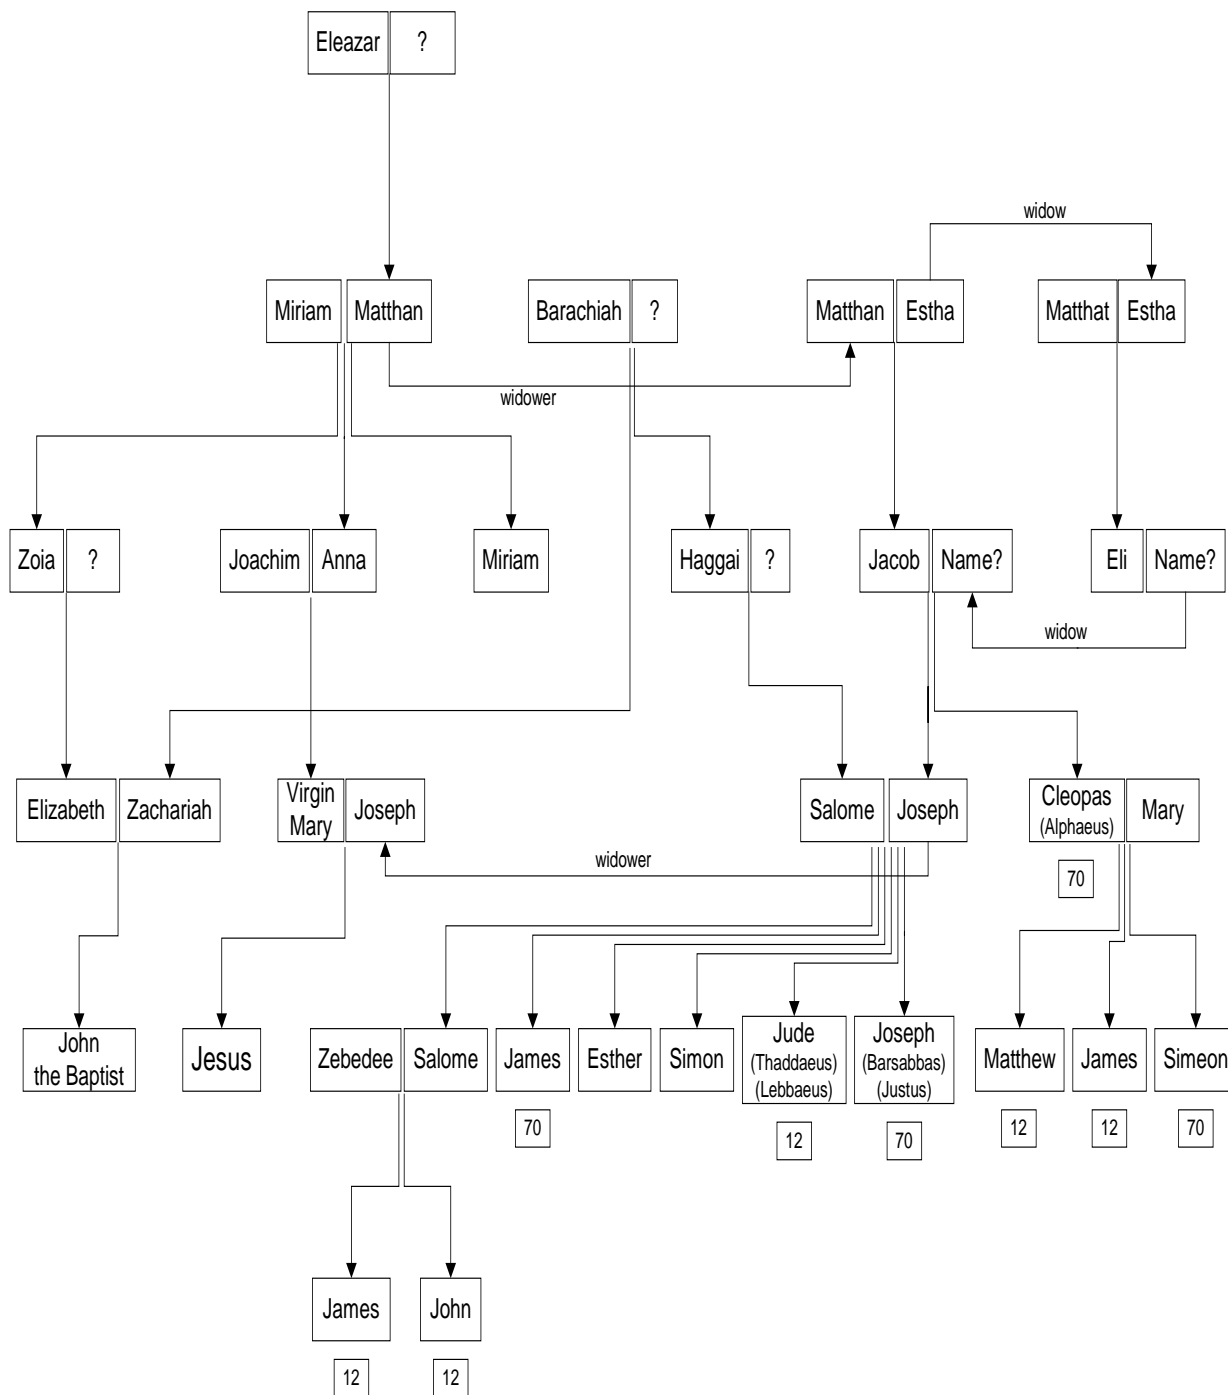 Eleazar ?
widow
Miriam Matthan Barachiah ? Matthan Estha Matthat Estha
widower
Zoia ? Joachim Anna Miriam Haggai ? Jacob Name? Eli Name?
widow
Elizabeth Zachariah Virgin Mary Joseph Salome Joseph Cleopas (Alphaeus) Mary
widower
70
John the Baptist Jesus Zebedee Salome James Esther Simon Jude (Thaddaeus) (Lebbaeus) Joseph (Barsabbas) (Justus) Matthew James Simeon
70 12 70 12 12 70
James John
12 12